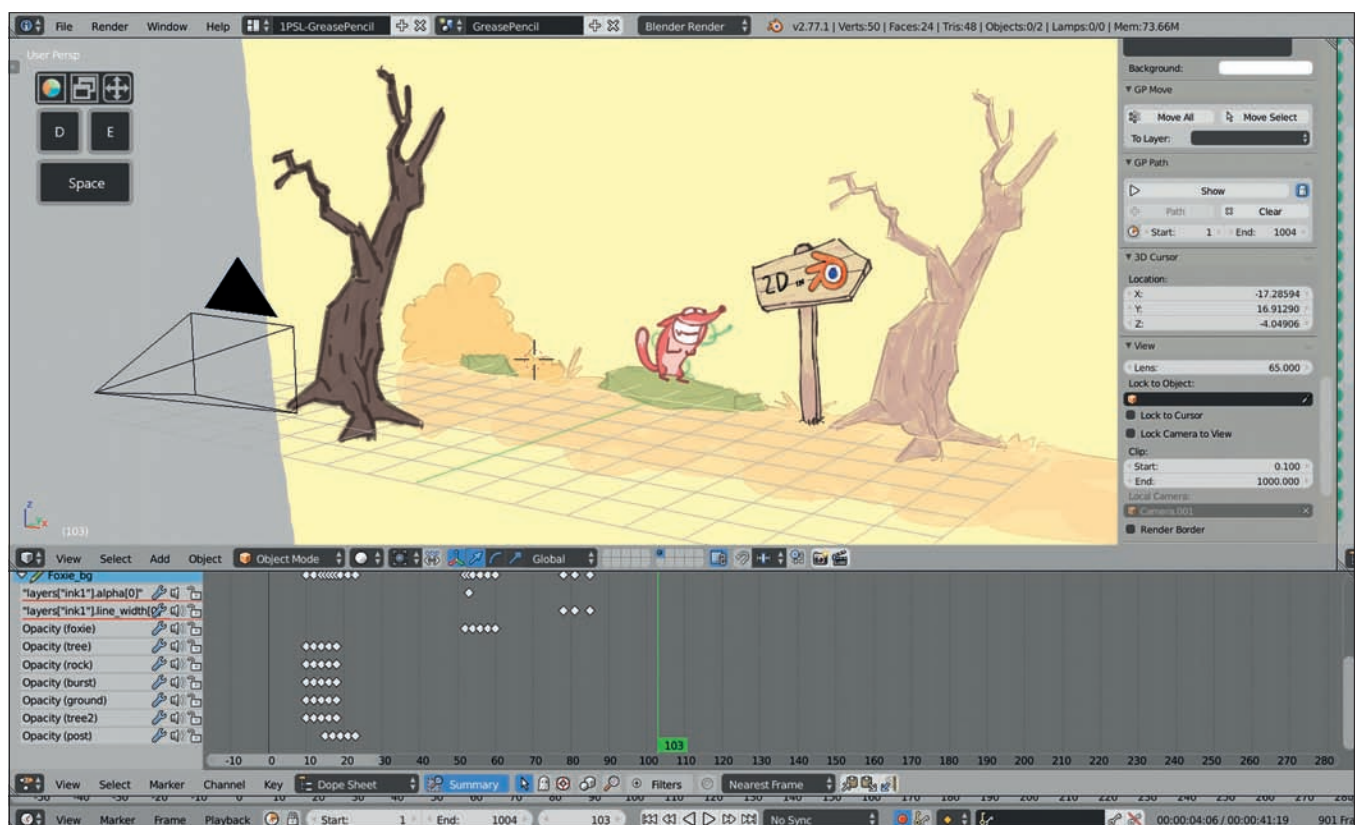 File Render Window Help 1PSL-GreasePencil GreasePencil Blender Render v2.77.1 | Verts:50 | Faces:24 | Tris:48 | Objects:0/2 | Lamps:0/0 | Mem:73.66M
User Persp
D E
Space
2D IN
Z
Y X
(103)
Background:
GP Move
Move All Move Select
To Layer:
GP Path
Show
Path Clear
Start: 1 End: 1004
3D Cursor
Location:
X: -17.28594
Y: 16.91290
Z: -4.04906
View
Lens: 65.000
Lock to Object:
Lock to Cursor
Lock Camera to View
Clip:
Start: 0.100
End: 1000.000
Local Camera:
Camera.001
Render Border
View Select Add Object Object Mode Global
Foxie_bg
"layers["ink1"].alpha[0]"
"layers["ink1"].line_width[0
Opacity (foxie)
Opacity (tree)
Opacity (rock)
Opacity (burst)
Opacity (ground)
Opacity (tree2)
Opacity (post)
103
-10 0 10 20 30 40 50 60 70 80 90 100 110 120 130 140 150 160 170 180 190 200 210 220 230 240 250 260 270 280
View Select Marker Channel Key Dope Sheet Summary Filters Nearest Frame
View Marker Frame Playback Start: 1 End: 1004 103 No Sync 00:00:04:06 / 00:00:41:19 901 Fra